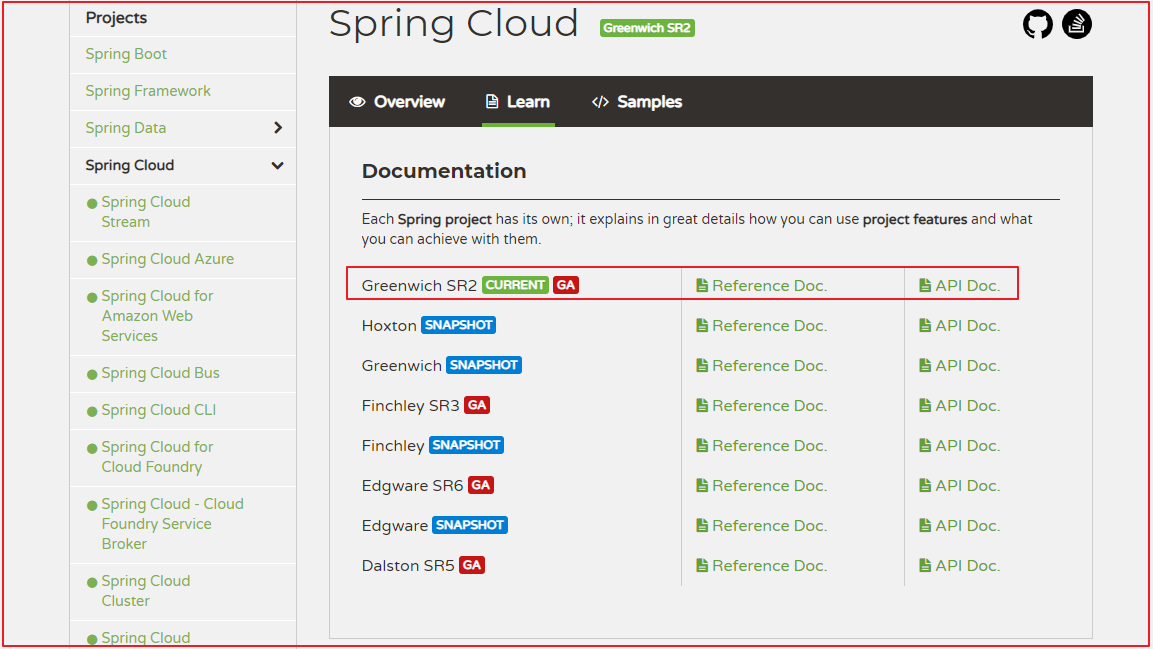 Projects
Spring Boot
Spring Framework
Spring Data
Spring Cloud
Spring Cloud
Stream
Spring Cloud Azure
Spring Cloud for
Amazon Web
Services
Spring Cloud Bus
Spring Cloud CLI
Spring Cloud for
Cloud Foundry
Spring Cloud - Cloud
Foundry Service
Broker
Spring Cloud
Cluster
Spring Cloud
Spring Cloud Greenwich SR2
Overview Learn Samples
Documentation
Each Spring project has its own; it explains in great details how you can use project features and what
you can achieve with them.
Greenwich SR2 CURRENT GA Reference Doc. API Doc.
Hoxton SNAPSHOT Reference Doc. API Doc.
Greenwich SNAPSHOT Reference Doc. API Doc.
Finchley SR3 GA Reference Doc. API Doc.
Finchley SNAPSHOT Reference Doc. API Doc.
Edgware SR6 GA Reference Doc. API Doc.
Edgware SNAPSHOT Reference Doc. API Doc.
Dalston SR5 GA Reference Doc. API Doc.